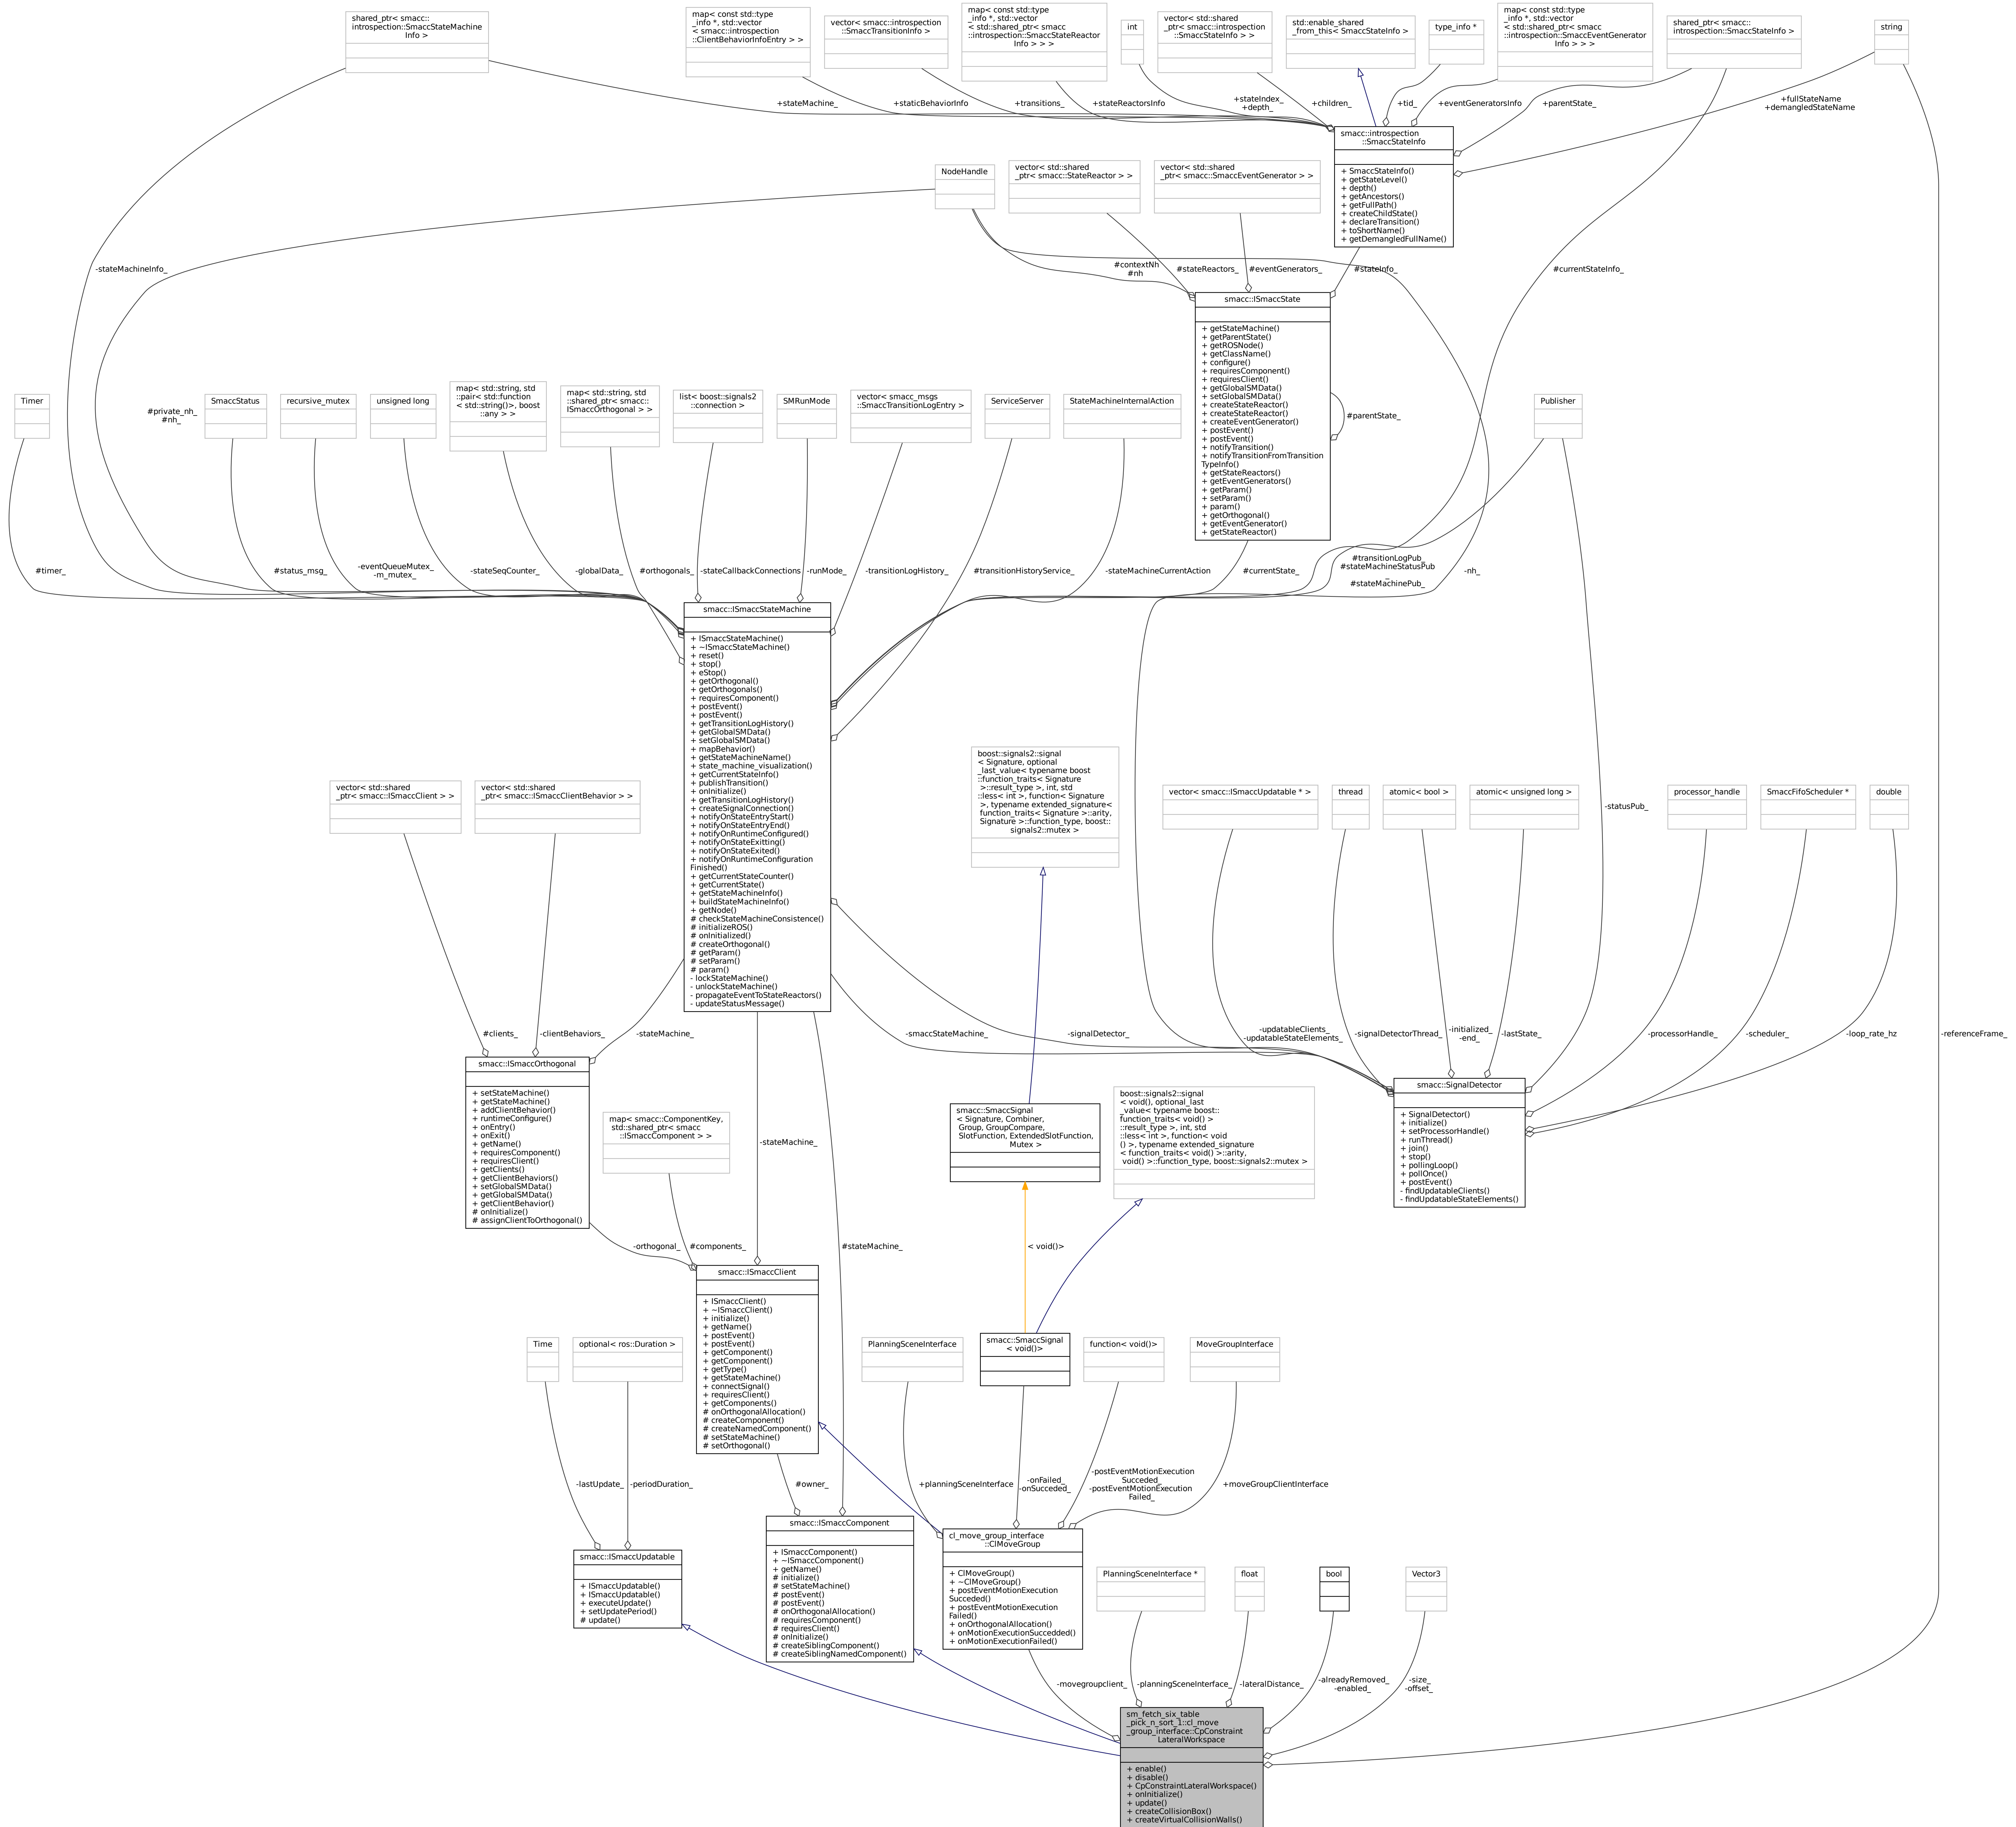 shared_ptr< smacc::
introspection::SmaccStateMachine
Info >
map< const std::type
_info *, std::vector
< smacc::introspection
::ClientBehaviorInfoEntry > >
vector< smacc::introspection
::SmaccTransitionInfo >
map< const std::type
_info *, std::vector
< std::shared_ptr< smacc
::introspection::SmaccStateReactor
Info > > >
int
vector< std::shared
_ptr< smacc::introspection
::SmaccStateInfo > >
std::enable_shared
_from_this< SmaccStateInfo >
type_info *
map< const std::type
_info *, std::vector
< std::shared_ptr< smacc
::introspection::SmaccEventGenerator
Info > > >
shared_ptr< smacc::
introspection::SmaccStateInfo >
string
+stateMachine_
+staticBehaviorInfo
+transitions_
+stateReactorsInfo
+stateIndex_
+depth_
+children_
+tid_
+eventGeneratorsInfo
+parentState_
+fullStateName
+demangledStateName
smacc::introspection
::SmaccStateInfo
+ SmaccStateInfo()
+ getStateLevel()
+ depth()
+ getAncestors()
+ getFullPath()
+ createChildState()
+ declareTransition()
+ toShortName()
+ getDemangledFullName()
NodeHandle
vector< std::shared
_ptr< smacc::StateReactor > >
vector< std::shared
_ptr< smacc::SmaccEventGenerator > >
-stateMachineInfo_
#contextNh
#nh
#stateReactors_
#eventGenerators_
#stateInfo_
#currentStateInfo_
smacc::ISmaccState
+ getStateMachine()
+ getParentState()
+ getROSNode()
+ getClassName()
+ configure()
+ requiresComponent()
+ requiresClient()
+ getGlobalSMData()
+ setGlobalSMData()
+ createStateReactor()
+ createStateReactor()
+ createEventGenerator()
+ postEvent()
+ postEvent()
+ notifyTransition()
+ notifyTransitionFromTransition
TypeInfo()
+ getStateReactors()
+ getEventGenerators()
+ getParam()
+ setParam()
+ param()
+ getOrthogonal()
+ getEventGenerator()
+ getStateReactor()
#parentState_
Timer
#private_nh_
#nh_
SmaccStatus
recursive_mutex
unsigned long
map< std::string, std
::pair< std::function
< std::string()>, boost
::any > >
map< std::string, std
::shared_ptr< smacc::
ISmaccOrthogonal > >
list< boost::signals2
::connection >
SMRunMode
vector< smacc_msgs
::SmaccTransitionLogEntry >
ServiceServer
StateMachineInternalAction
Publisher
#timer_
#status_msg_
-eventQueueMutex_
-m_mutex_
-stateSeqCounter_
-globalData_
#orthogonals_
-stateCallbackConnections
-runMode_
-transitionLogHistory_
#transitionHistoryService_
-stateMachineCurrentAction
#currentState_
#transitionLogPub_
#stateMachineStatusPub
_
#stateMachinePub_
-nh_
smacc::ISmaccStateMachine
+ ISmaccStateMachine()
+ ~ISmaccStateMachine()
+ reset()
+ stop()
+ eStop()
+ getOrthogonal()
+ getOrthogonals()
+ requiresComponent()
+ postEvent()
+ postEvent()
+ getTransitionLogHistory()
+ getGlobalSMData()
+ setGlobalSMData()
+ mapBehavior()
+ getStateMachineName()
+ state_machine_visualization()
+ getCurrentStateInfo()
+ publishTransition()
+ onInitialize()
+ getTransitionLogHistory()
+ createSignalConnection()
+ notifyOnStateEntryStart()
+ notifyOnStateEntryEnd()
+ notifyOnRuntimeConfigured()
+ notifyOnStateExitting()
+ notifyOnStateExited()
+ notifyOnRuntimeConfiguration
Finished()
+ getCurrentStateCounter()
+ getCurrentState()
+ getStateMachineInfo()
+ buildStateMachineInfo()
+ getNode()
# checkStateMachineConsistence()
# initializeROS()
# onInitialized()
# createOrthogonal()
# getParam()
# setParam()
# param()
- lockStateMachine()
- unlockStateMachine()
- propagateEventToStateReactors()
- updateStatusMessage()
vector< std::shared
_ptr< smacc::ISmaccClient > >
vector< std::shared
_ptr< smacc::ISmaccClientBehavior > >
boost::signals2::signal
< Signature, optional
_last_value< typename boost
::function_traits< Signature
>::result_type >, int, std
::less< int >, function< Signature
>, typename extended_signature<
function_traits< Signature >::arity,
Signature >::function_type, boost::
signals2::mutex >
vector< smacc::ISmaccUpdatable * >
thread
atomic< bool >
atomic< unsigned long >
-statusPub_
processor_handle
SmaccFifoScheduler *
double
#clients_
-clientBehaviors_
-stateMachine_
-smaccStateMachine_
-signalDetector_
-updatableClients_
-updatableStateElements_
-signalDetectorThread_
-initialized_
-end_
-lastState_
-processorHandle_
-scheduler_
-loop_rate_hz
-referenceFrame_
smacc::ISmaccOrthogonal
+ setStateMachine()
+ getStateMachine()
+ addClientBehavior()
+ runtimeConfigure()
+ onEntry()
+ onExit()
+ getName()
+ requiresComponent()
+ requiresClient()
+ getClients()
+ getClientBehaviors()
+ setGlobalSMData()
+ getGlobalSMData()
+ getClientBehavior()
# onInitialize()
# assignClientToOrthogonal()
map< smacc::ComponentKey,
std::shared_ptr< smacc
::ISmaccComponent > >
-stateMachine_
smacc::SmaccSignal
< Signature, Combiner,
Group, GroupCompare,
SlotFunction, ExtendedSlotFunction,
Mutex >
boost::signals2::signal
< void(), optional_last
_value< typename boost::
function_traits< void() >
::result_type >, int, std
::less< int >, function< void
() >, typename extended_signature
< function_traits< void() >::arity,
void() >::function_type, boost::signals2::mutex >
smacc::SignalDetector
+ SignalDetector()
+ initialize()
+ setProcessorHandle()
+ runThread()
+ join()
+ stop()
+ pollingLoop()
+ pollOnce()
+ postEvent()
- findUpdatableClients()
- findUpdatableStateElements()
-orthogonal_
#components_
#stateMachine_
< void()>
smacc::ISmaccClient
+ ISmaccClient()
+ ~ISmaccClient()
+ initialize()
+ getName()
+ postEvent()
+ postEvent()
+ getComponent()
+ getComponent()
+ getType()
+ getStateMachine()
+ connectSignal()
+ requiresClient()
+ getComponents()
# onOrthogonalAllocation()
# createComponent()
# createNamedComponent()
# setStateMachine()
# setOrthogonal()
Time
optional< ros::Duration >
PlanningSceneInterface
smacc::SmaccSignal
< void()>
function< void()>
MoveGroupInterface
-lastUpdate_
-periodDuration_
#owner_
+planningSceneInterface
-onFailed_
-onSucceded_
-postEventMotionExecution
Succeded_
-postEventMotionExecution
Failed_
+moveGroupClientInterface
smacc::ISmaccUpdatable
+ ISmaccUpdatable()
+ ISmaccUpdatable()
+ executeUpdate()
+ setUpdatePeriod()
# update()
smacc::ISmaccComponent
+ ISmaccComponent()
+ ~ISmaccComponent()
+ getName()
# initialize()
# setStateMachine()
# postEvent()
# postEvent()
# onOrthogonalAllocation()
# requiresComponent()
# requiresClient()
# onInitialize()
# createSiblingComponent()
# createSiblingNamedComponent()
cl_move_group_interface
::ClMoveGroup
+ ClMoveGroup()
+ ~ClMoveGroup()
+ postEventMotionExecution
Succeded()
+ postEventMotionExecution
Failed()
+ onOrthogonalAllocation()
+ onMotionExecutionSuccedded()
+ onMotionExecutionFailed()
PlanningSceneInterface *
float
bool
Vector3
-movegroupclient_
-planningSceneInterface_
-lateralDistance_
-alreadyRemoved_
-enabled_
-size_
-offset_
sm_fetch_six_table
_pick_n_sort_1::cl_move
_group_interface::CpConstraint
LateralWorkspace
+ enable()
+ disable()
+ CpConstraintLateralWorkspace()
+ onInitialize()
+ update()
+ createCollisionBox()
+ createVirtualCollisionWalls()